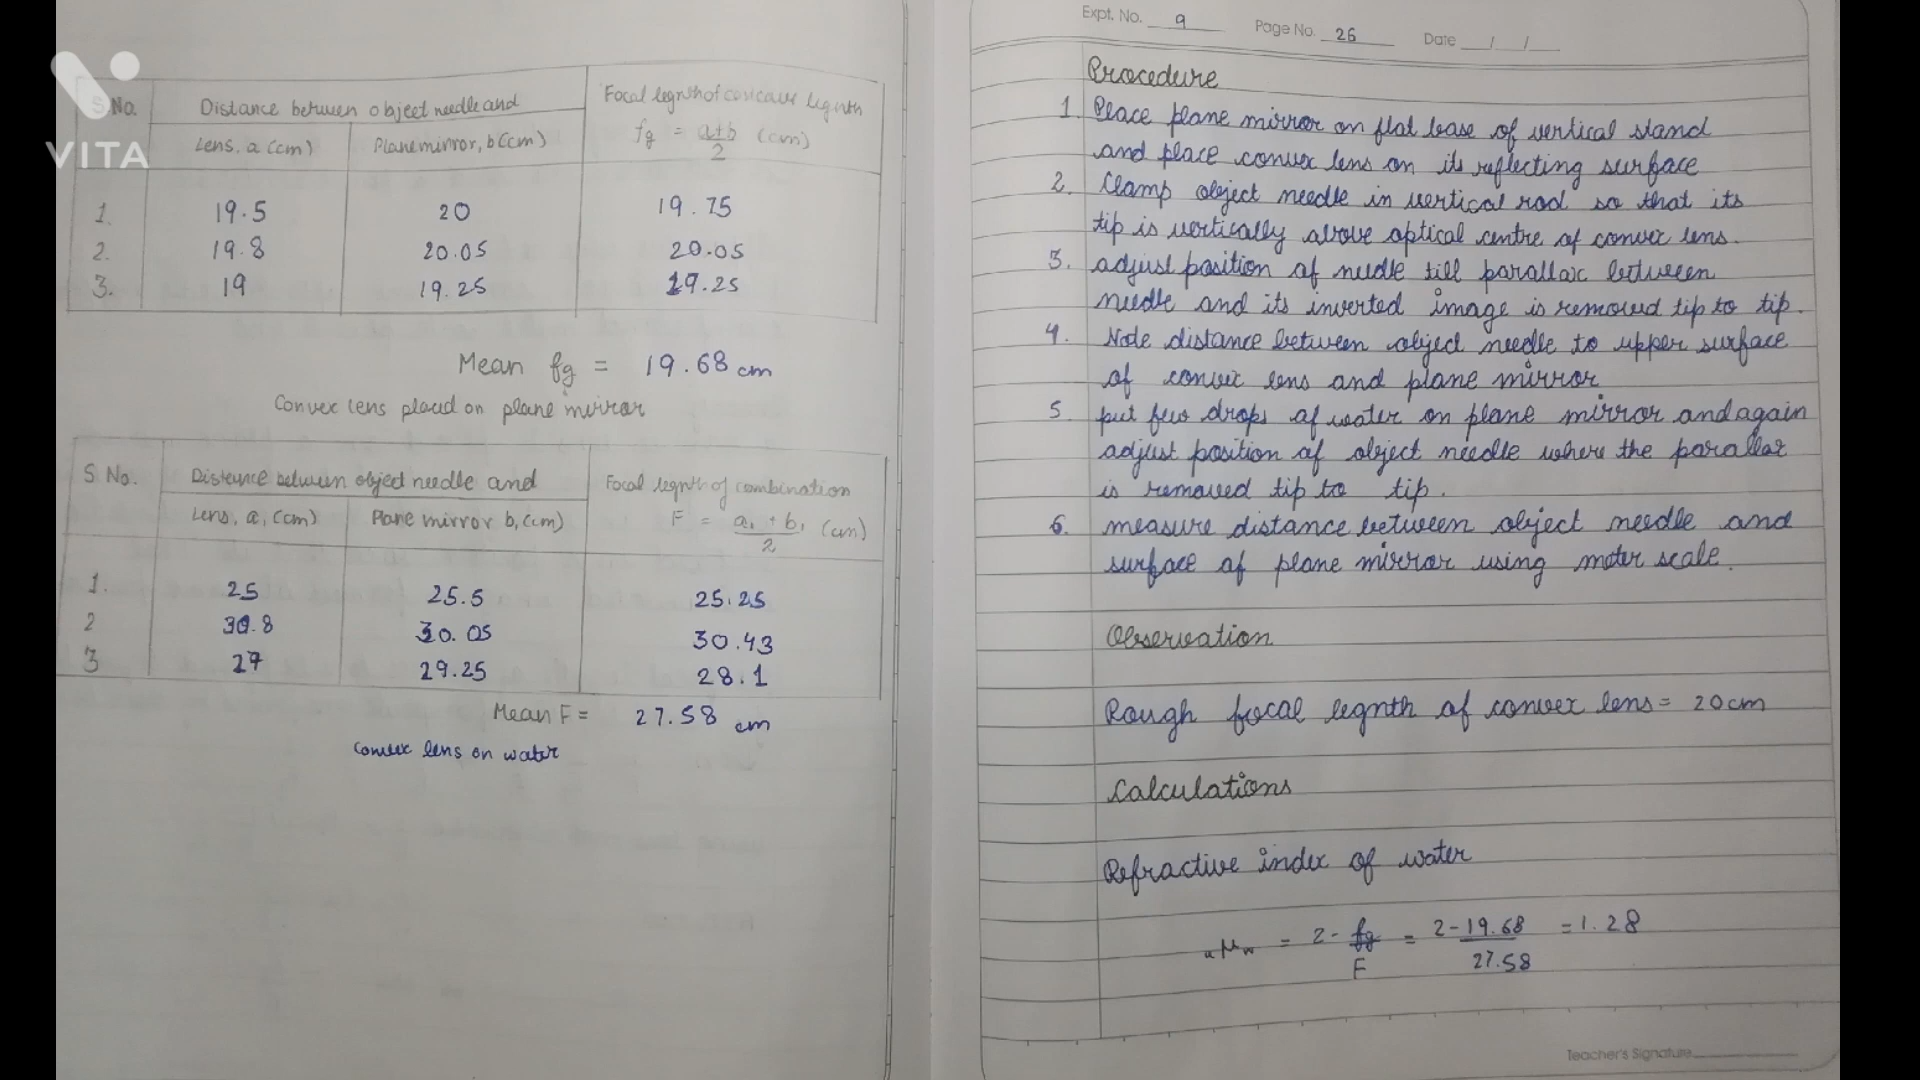 VITA
S.No.
Distance between object needle and
Lens, a (cm)
Plane mirror, b (cm)
Focal legnth of concave legnth
fg = a+b/2 (cm)
1. 19.5 20 19.75
2. 19.8 20.05 20.05
3. 19 19.25 19.25
Mean fg = 19.68 cm
Convex lens placed on plane mirror
S No.
Distance between object needle and
Lens, a₁ (cm)
Plane mirror b₁ (cm)
Focal legnth of combination
F = a₁ + b₁/2 (cm)
1. 25 25.5 25.25
2 30.8 30.05 30.43
3 27 29.25 28.1
Mean F = 27.58 cm
Convex lens on water
Expt. No. 9 Page No. 26 Date / /
Procedure
1. Place plane mirror on flat base of vertical stand
and place convex lens on its reflecting surface
2. Clamp object needle in vertical rod so that its
tip is vertically above optical centre of convex lens.
3. adjust position of needle till parallax between
needle and its inverted image is removed tip to tip.
4. Note distance between object needle to upper surface
of convex lens and plane mirror
5 put few drops of water on plane mirror and again
adjust position of object needle where the parallax
is removed tip to tip.
6. measure distance between object needle and
surface of plane mirror using meter scale.
Observation
Rough focal legnth of convex lens = 20cm
Calculations
Refractive index of water
aμw = 2 - fg/F = 2 - 19.68/27.58 = 1.28
Teacher's Signature